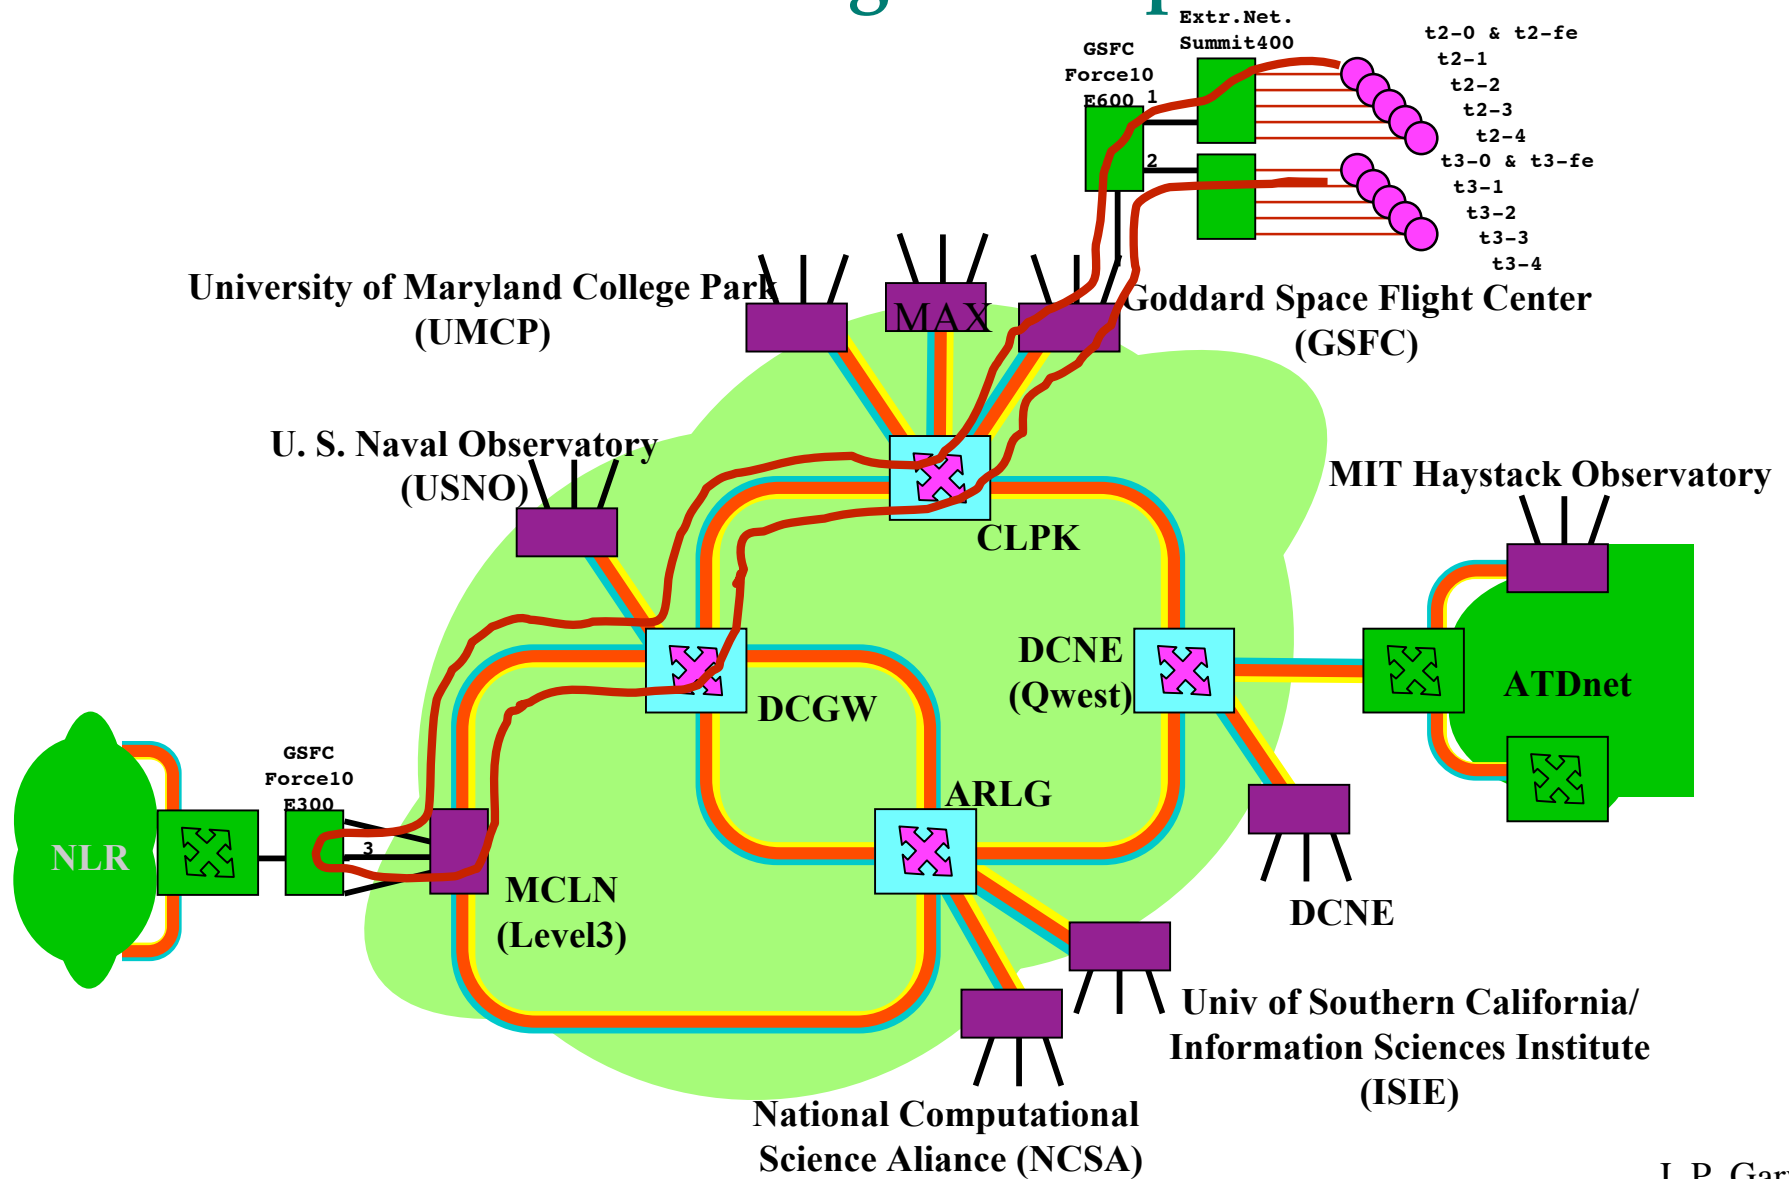 Extr.Net.
Summit400
GSFC
Force10
E600
1
2
t2-0 & t2-fe
t2-1
t2-2
t2-3
t2-4
t3-0 & t3-fe
t3-1
t3-2
t3-3
t3-4
University of Maryland College Park
(UMCP)
MAX
Goddard Space Flight Center
(GSFC)
U. S. Naval Observatory
(USNO)
MIT Haystack Observatory
CLPK
DCNE
(Qwest)
ATDnet
DCGW
GSFC
Force10
E300
3
NLR
ARLG
MCLN
(Level3)
DCNE
Univ of Southern California/
Information Sciences Institute
(ISIE)
National Computational
Science Aliance (NCSA)
J. P. Gary